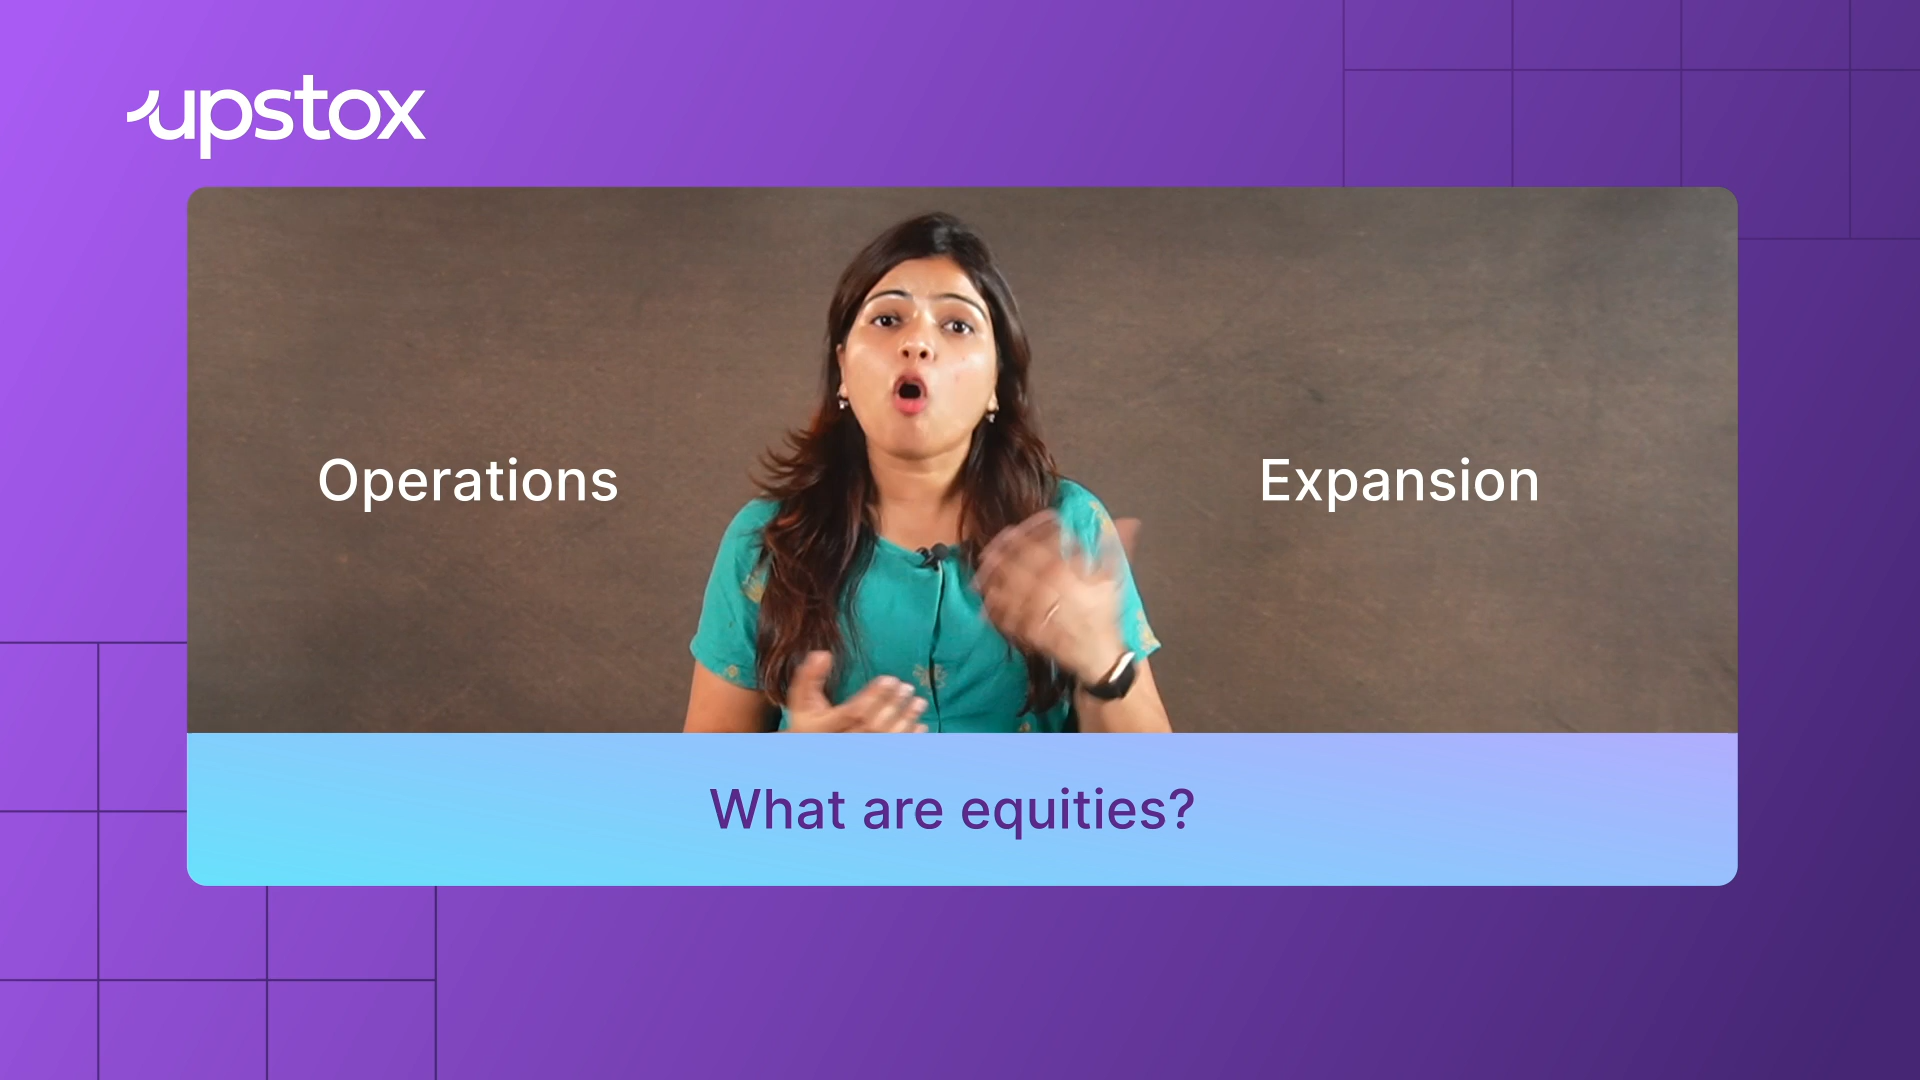 upstox
Operations
Expansion
What are equities?